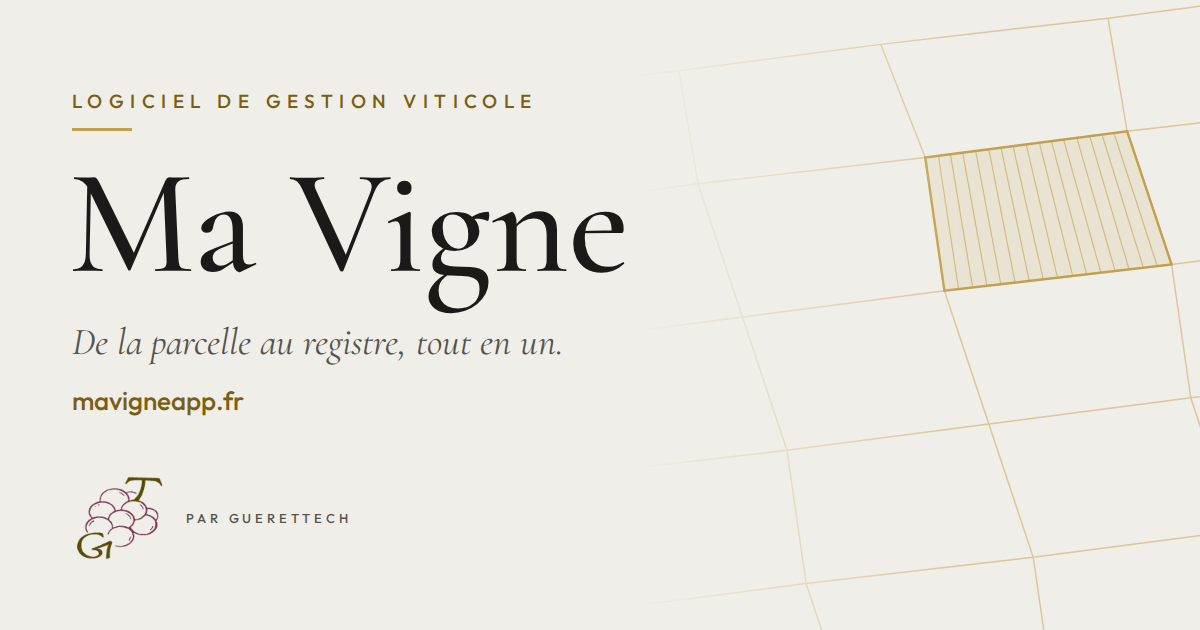 LOGICIEL DE GESTION VITICOLE
Ma Vigne
De la parcelle au registre, tout en un.
mavigneapp.fr
T
G
PAR GUERETTECH